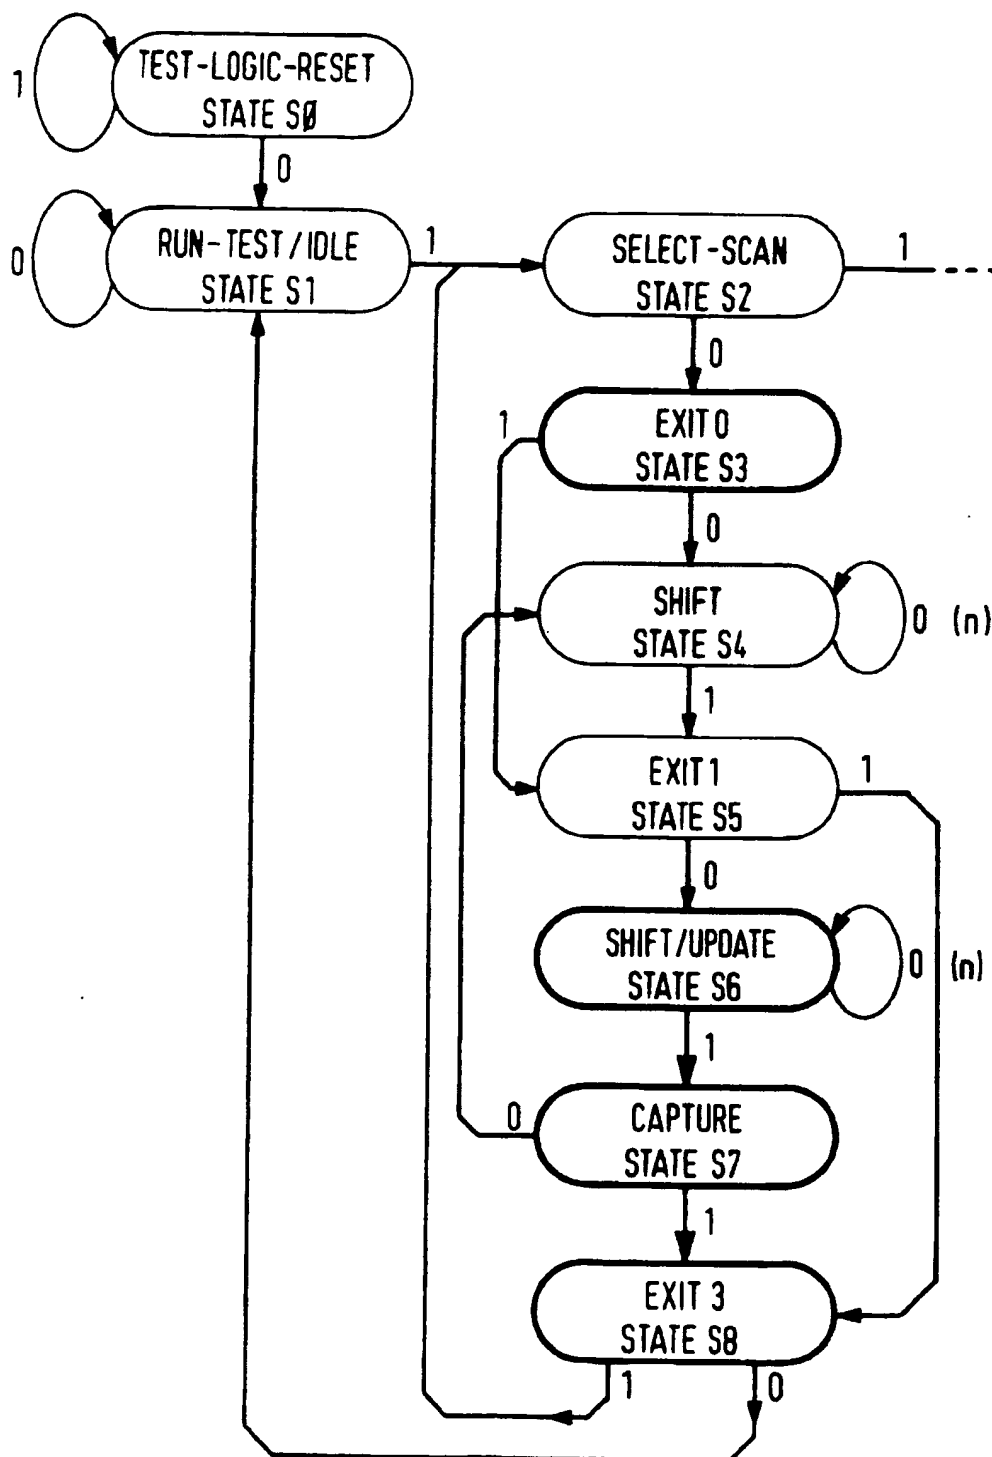 TEST-LOGIC-RESET
STATE SØ
1
0
RUN-TEST/IDLE
STATE S1
0
1
SELECT-SCAN
STATE S2
1
0
EXIT 0
STATE S3
1
0
SHIFT
STATE S4
0 (n)
1
EXIT 1
STATE S5
1
0
SHIFT/UPDATE
STATE S6
0 (n)
1
CAPTURE
STATE S7
0
1
EXIT 3
STATE S8
1
0